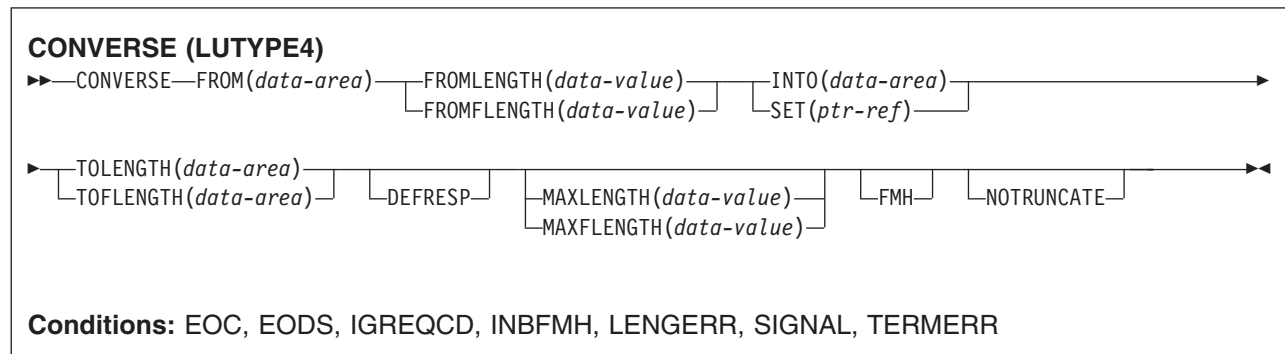 CONVERSE (LUTYPE4)
CONVERSE FROM(data-area) FROMLENGTH(data-value) INTO(data-area)
FROMFLENGTH(data-value) SET(ptr-ref)
TOLENGTH(data-area)
TOFLENGTH(data-area) DEFRESP MAXLENGTH(data-value) FMH NOTRUNCATE
MAXFLENGTH(data-value)
Conditions: EOC, EODS, IGREQCD, INBFMH, LENGERR, SIGNAL, TERMERR